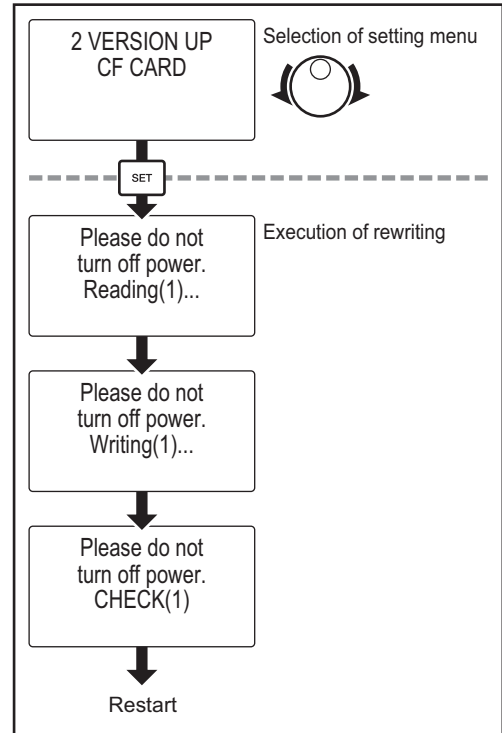 2 VERSION UP
CF CARD
Selection of setting menu
SET
Please do not
turn off power.
Reading(1)...
Execution of rewriting
Please do not
turn off power.
Writing(1)...
Please do not
turn off power.
CHECK(1)
Restart